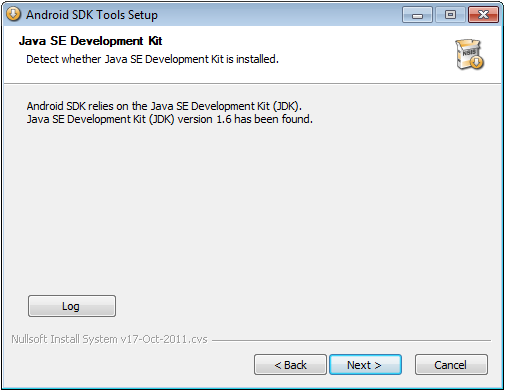 Android SDK Tools Setup
Java SE Development Kit
Detect whether Java SE Development Kit is installed.
NSIS
Android SDK relies on the Java SE Development Kit (JDK).
Java SE Development Kit (JDK) version 1.6 has been found.
Log
Nullsoft Install System v17-Oct-2011.cvs
< Back
Next >
Cancel